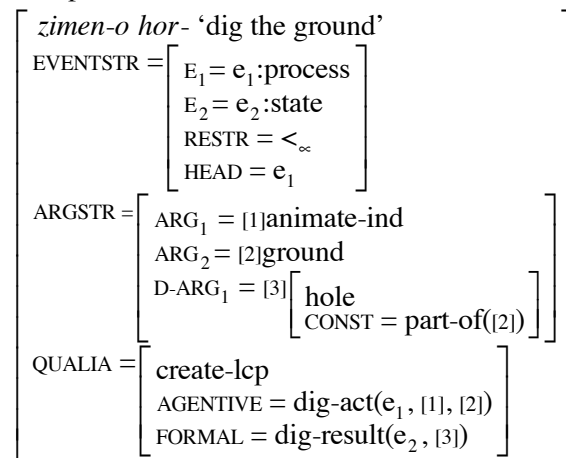 zimen-o hor- ‘dig the ground’
EVENTSTR = E₁ = e₁:process
E₂ = e₂:state
RESTR = <∝
HEAD = e₁
ARGSTR = ARG₁ = [1]animate-ind
ARG₂ = [2]ground
D-ARG₁ = [3] hole
CONST = part-of([2])
QUALIA = create-lcp
AGENTIVE = dig-act(e₁, [1], [2])
FORMAL = dig-result(e₂, [3])